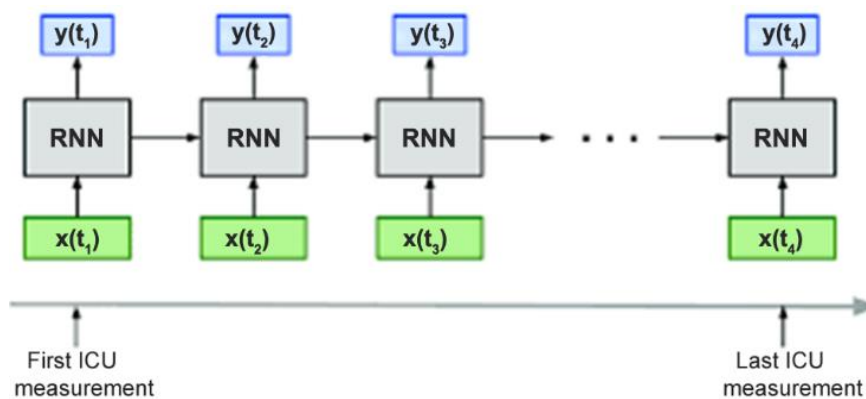 y(t₁) y(t₂) y(t₃) y(t₄)
RNN RNN RNN . . . RNN
x(t₁) x(t₂) x(t₃) x(t₄)
First ICU
measurement
Last ICU
measurement